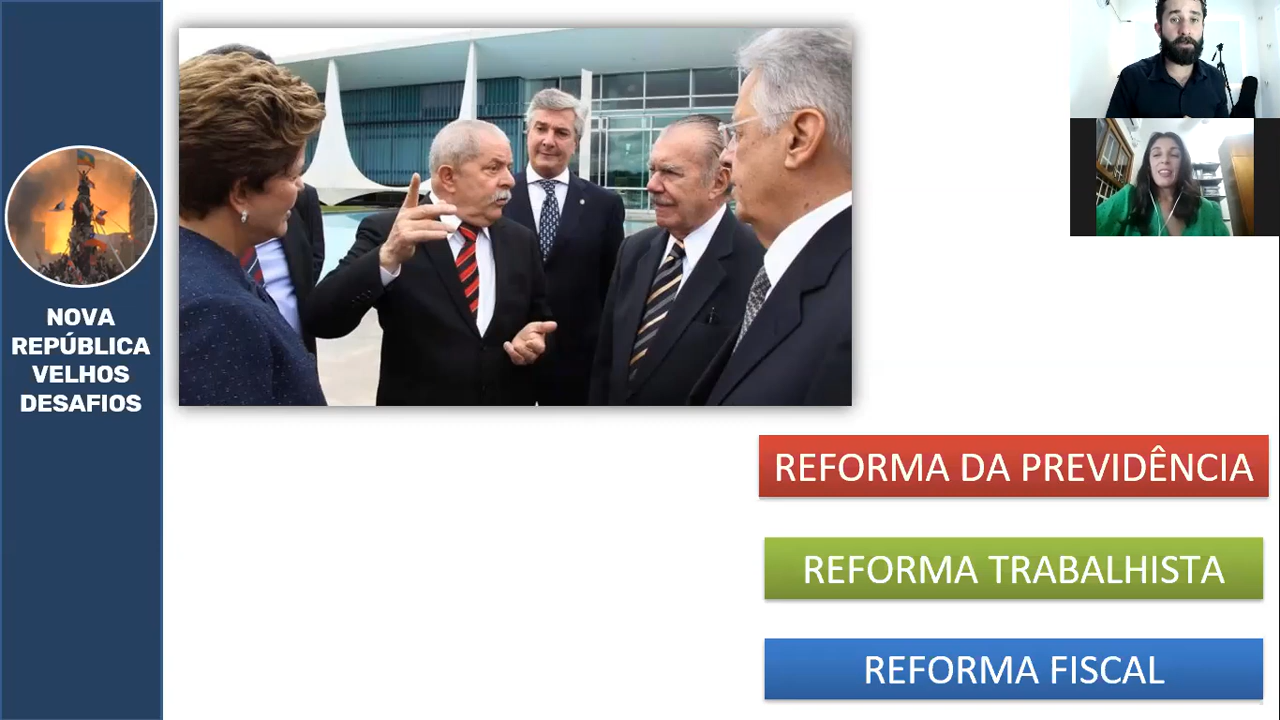 NOVA
REPÚBLICA
VELHOS
DESAFIOS
REFORMA DA PREVIDÊNCIA
REFORMA TRABALHISTA
REFORMA FISCAL